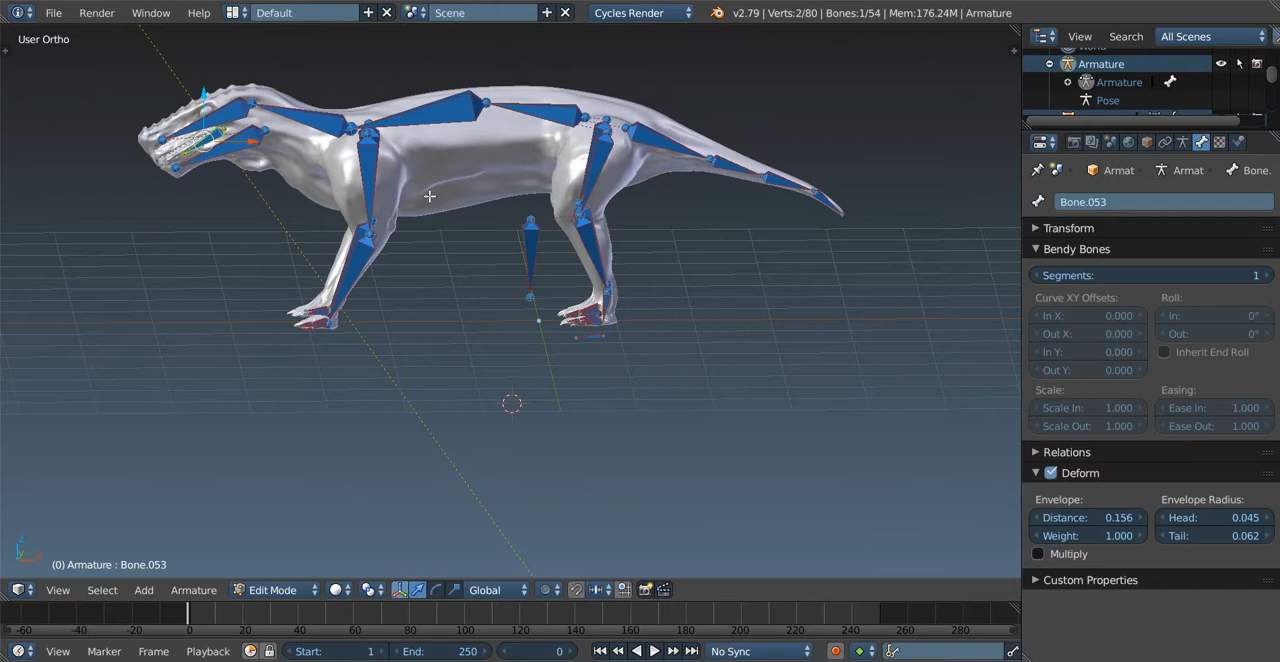 File Render Window Help Default Scene Cycles Render v2.79 | Verts:2/80 | Bones:1/54 | Mem:176.24M | Armature
User Ortho
View Search All Scenes
Armature
Armature
Pose
Armat Armat Bone.
Bone.053
Transform
Bendy Bones
Segments: 1
Curve XY Offsets: Roll:
In X: 0.000 In: 0°
Out X: 0.000 Out: 0°
In Y: 0.000 Inherit End Roll
Out Y: 0.000
Scale: Easing:
Scale In: 1.000 Ease In: 1.000
Scale Out: 1.000 Ease Out: 1.000
Relations
Deform
Envelope: Envelope Radius:
Distance: 0.156 Head: 0.045
Weight: 1.000 Tail: 0.062
Multiply
Custom Properties
z
y
(0) Armature : Bone.053
View Select Add Armature Edit Mode Global
-60 -40 -20 0 20 40 60 80 100 120 140 160 180 200 220 240 260 280
View Marker Frame Playback Start: 1 End: 250 0 No Sync